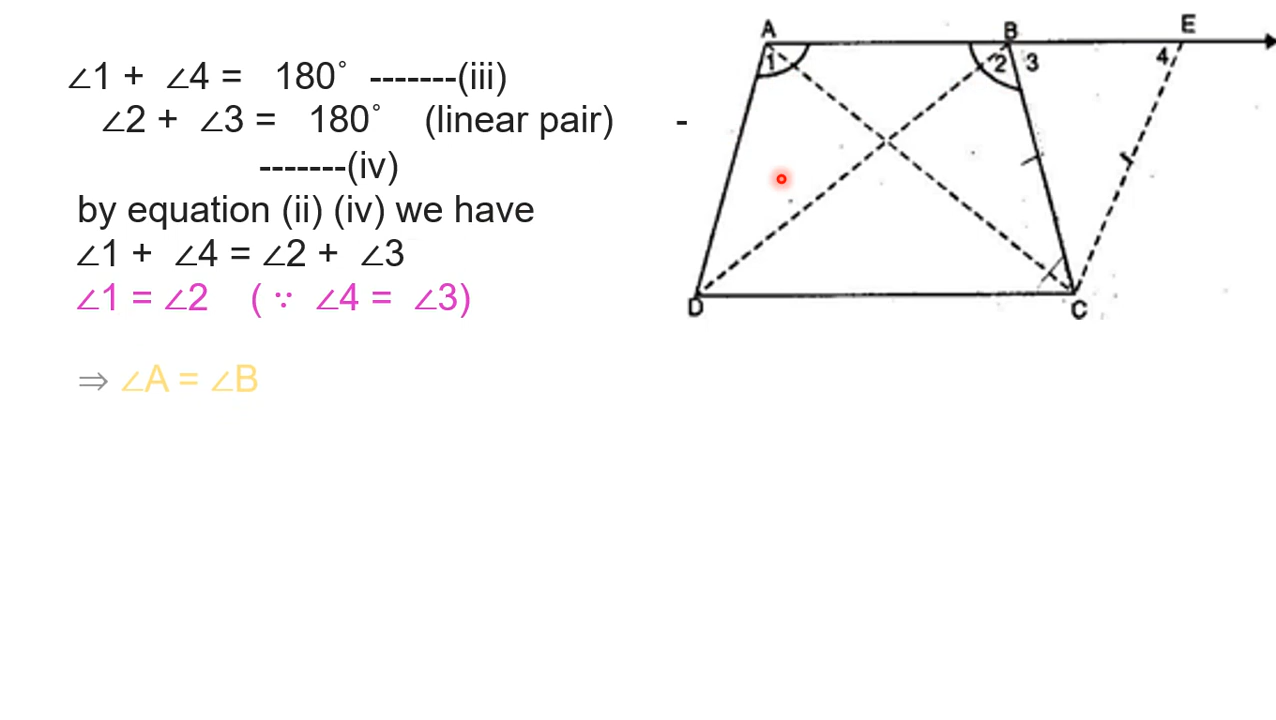 ∠1 + ∠4 = 180° -------(iii)
∠2 + ∠3 = 180° (linear pair) -
-------(iv)
by equation (ii) (iv) we have
∠1 + ∠4 = ∠2 + ∠3
∠1 = ∠2 ( ∵ ∠4 = ∠3)
⇒ ∠A = ∠B
A B E
1 2 3 4
D C